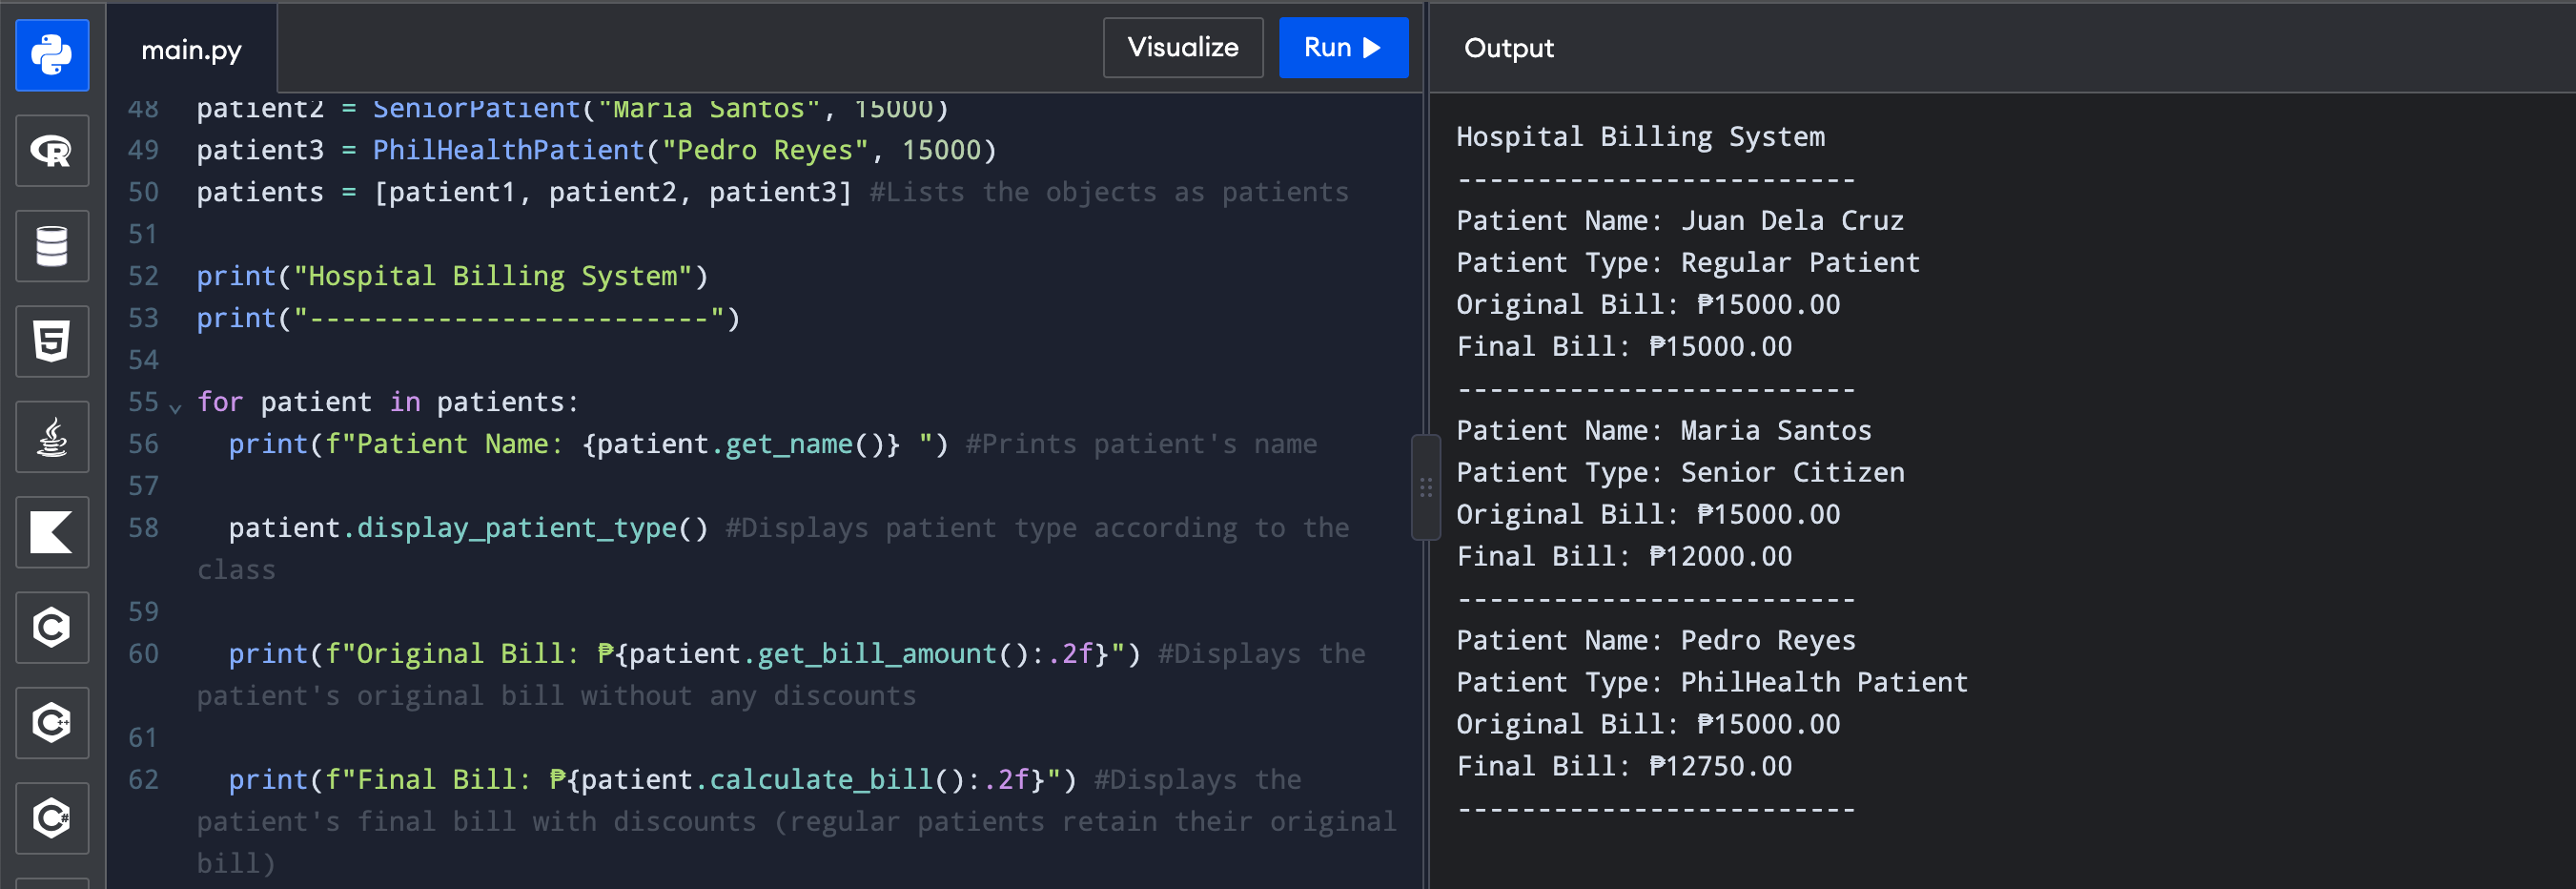 main.py
Visualize
Run
Output
48 patient2 = SeniorPatient("Maria Santos", 15000)
49 patient3 = PhilHealthPatient("Pedro Reyes", 15000)
50 patients = [patient1, patient2, patient3] #Lists the objects as patients
51
52 print("Hospital Billing System")
53 print("-------------------------")
54
55 for patient in patients:
56 print(f"Patient Name: {patient.get_name()} ") #Prints patient's name
57
58 patient.display_patient_type() #Displays patient type according to the
class
59
60 print(f"Original Bill: ₱{patient.get_bill_amount():.2f}") #Displays the
patient's original bill without any discounts
61
62 print(f"Final Bill: ₱{patient.calculate_bill():.2f}") #Displays the
patient's final bill with discounts (regular patients retain their original
bill)
Hospital Billing System
-------------------------
Patient Name: Juan Dela Cruz
Patient Type: Regular Patient
Original Bill: ₱15000.00
Final Bill: ₱15000.00
-------------------------
Patient Name: Maria Santos
Patient Type: Senior Citizen
Original Bill: ₱15000.00
Final Bill: ₱12000.00
-------------------------
Patient Name: Pedro Reyes
Patient Type: PhilHealth Patient
Original Bill: ₱15000.00
Final Bill: ₱12750.00
-------------------------
R
5
C
C++
C#